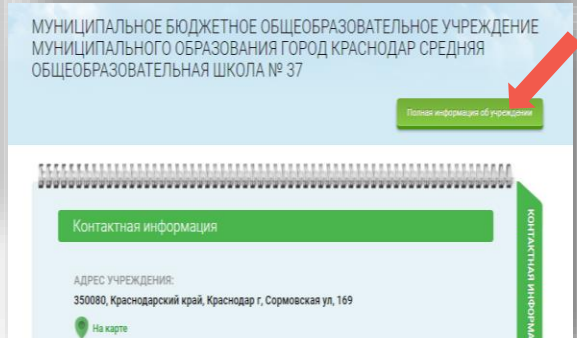 МУНИЦИПАЛЬНОЕ БЮДЖЕТНОЕ ОБЩЕОБРАЗОВАТЕЛЬНОЕ УЧРЕЖДЕНИЕ
МУНИЦИПАЛЬНОГО ОБРАЗОВАНИЯ ГОРОД КРАСНОДАР СРЕДНЯЯ
ОБЩЕОБРАЗОВАТЕЛЬНАЯ ШКОЛА № 37
Полная информация об учреждении
Контактная информация
АДРЕС УЧРЕЖДЕНИЯ:
350080, Краснодарский край, Краснодар г, Сормовская ул, 169
На карте
КОНТАКТНАЯ ИНФОРМА